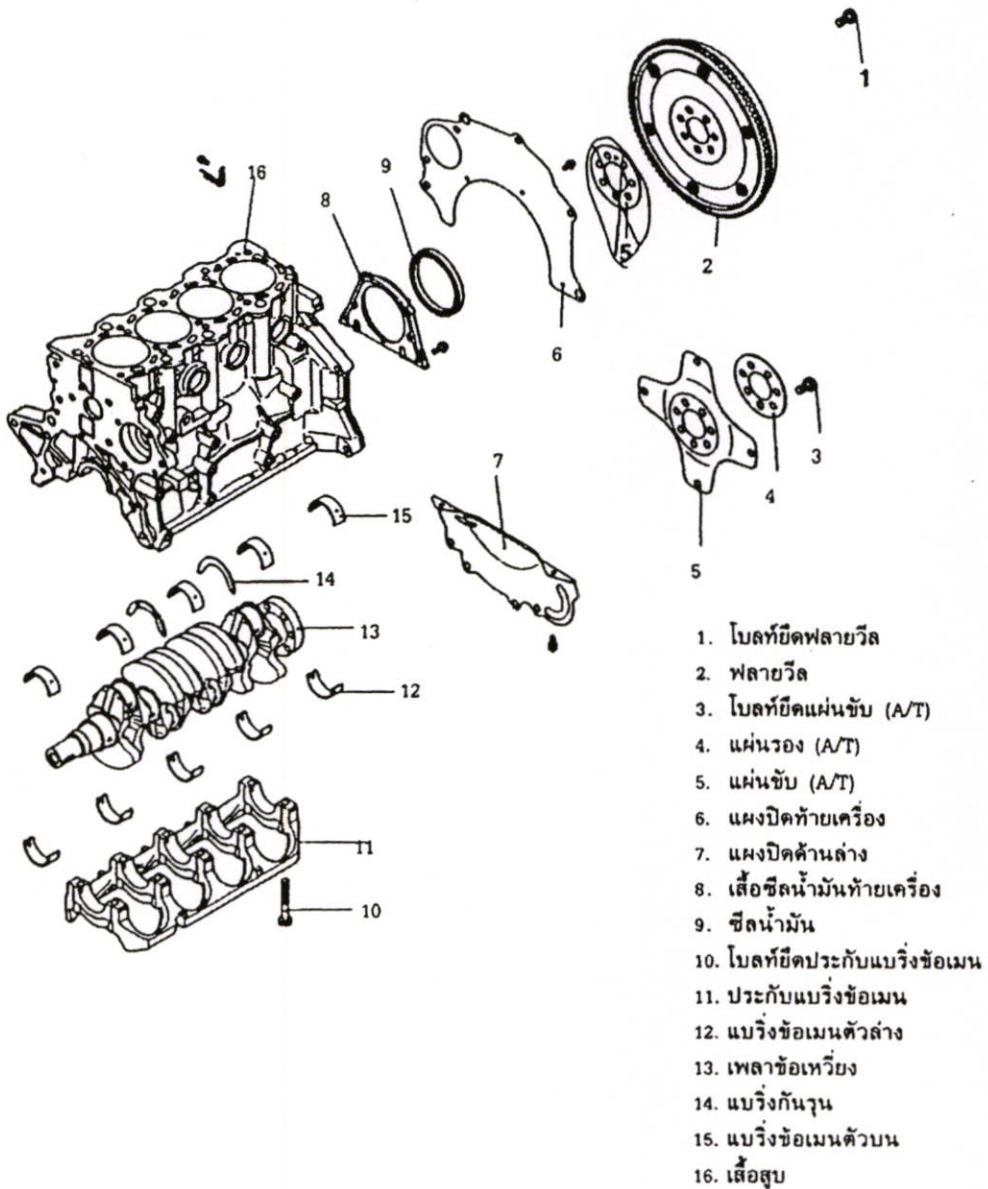 1
16
9
8
5
2
6
7
3
4
15
5
14
13
12
11
10
1. โบลท์ยึดฟลายวีล
2. ฟลายวีล
3. โบลท์ยึดแผ่นขับ (A/T)
4. แผ่นรอง (A/T)
5. แผ่นขับ (A/T)
6. แผงปิดท้ายเครื่อง
7. แผงปิดด้านล่าง
8. เสื้อซีลน้ำมันท้ายเครื่อง
9. ซีลน้ำมัน
10. โบลท์ยึดประกับแบริ่งข้อเมน
11. ประกับแบริ่งข้อเมน
12. แบริ่งข้อเมนตัวล่าง
13. เพลาข้อเหวี่ยง
14. แบริ่งกันรุน
15. แบริ่งข้อเมนตัวบน
16. เสื้อสูบ